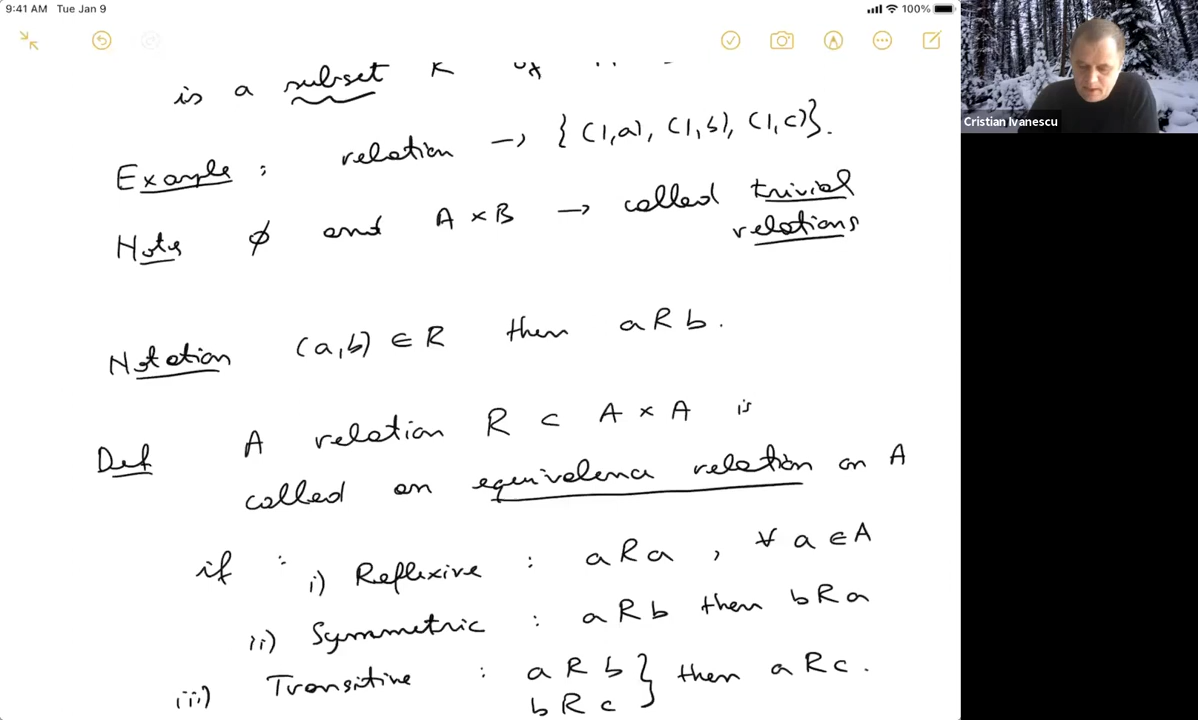 9:41 AM Tue Jan 9
100%
Cristian Ivanescu
is a subset
Example : relation → { (1,a), (1,b), (1,c)}.
Note ∅ and A × B → called trivial
relations
Notation (a,b) ∈ R then a R b.
Def A relation R ⊂ A × A is
called an equivalence relation on A
if : i) Reflexive : a R a , ∀ a ∈ A
ii) Symmetric : a R b then b R a
iii) Transitive : a R b } then a R c.
b R c